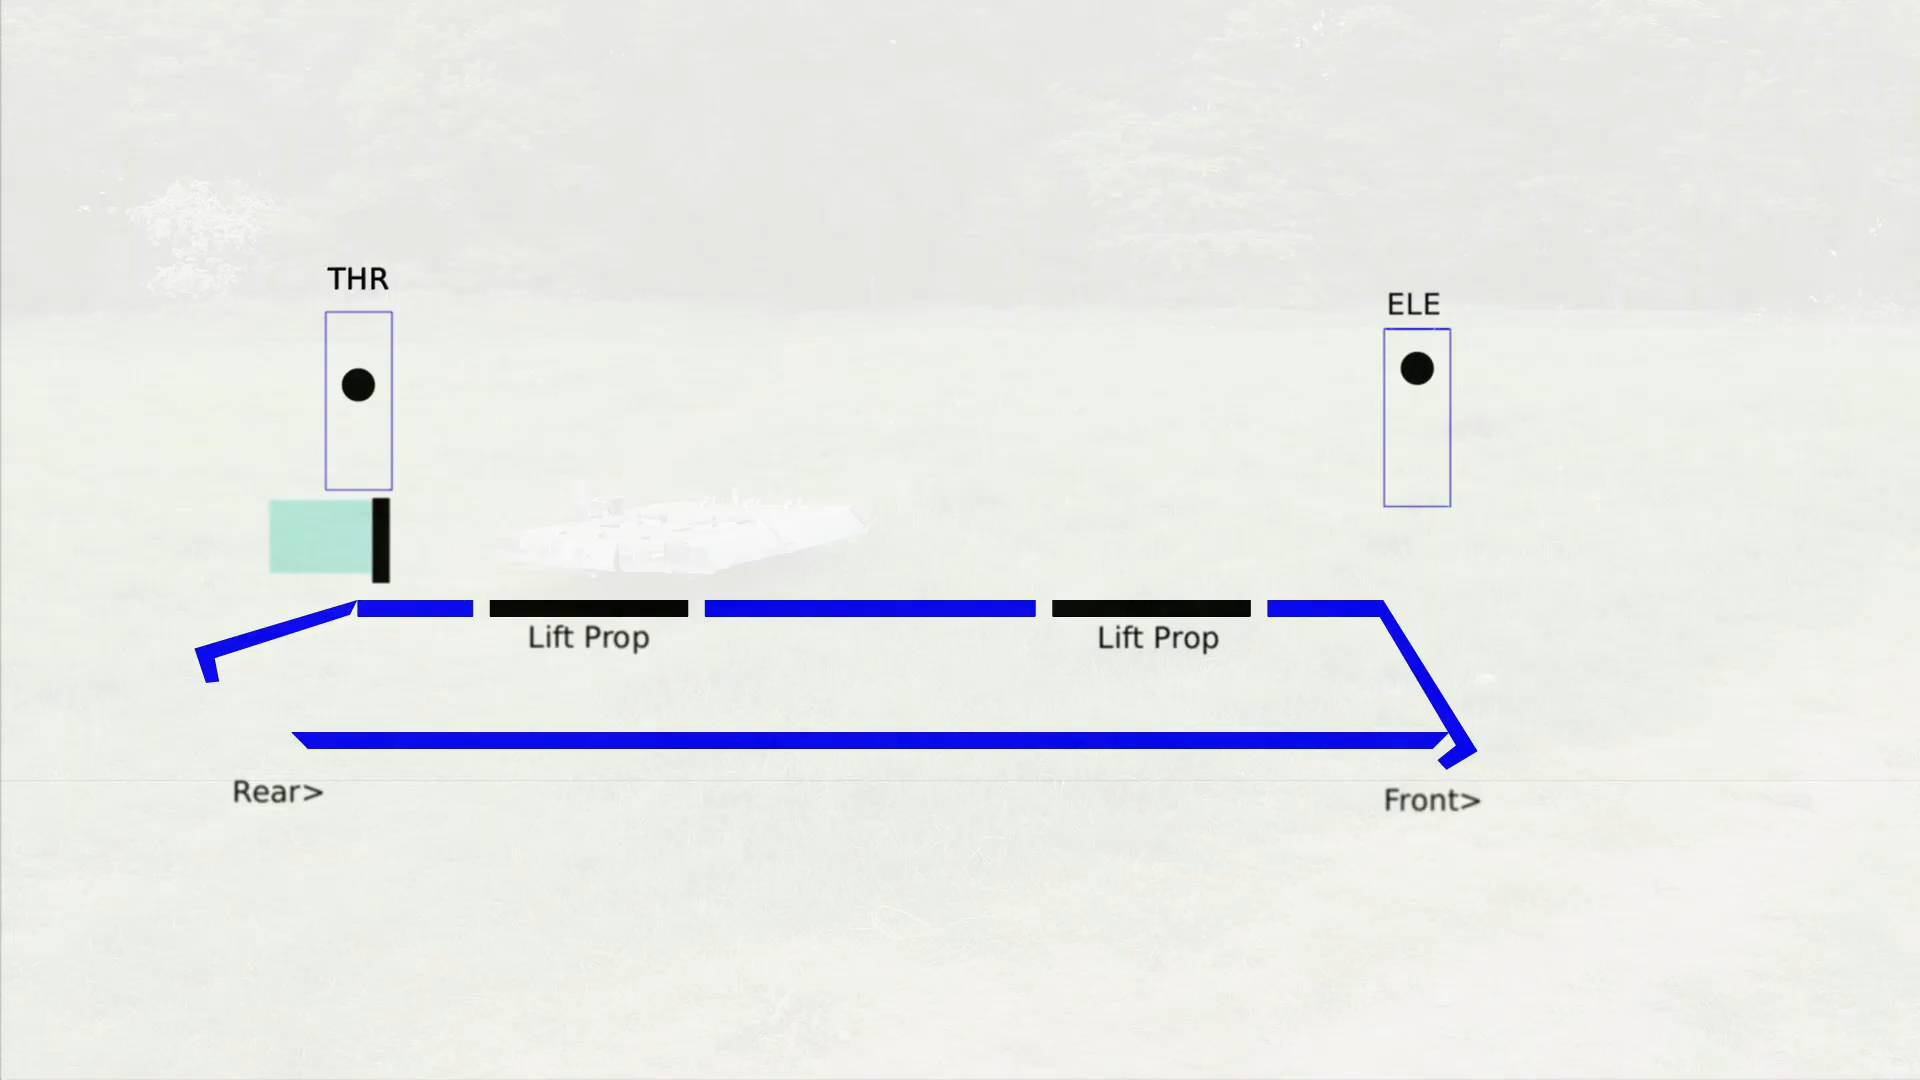 THR
ELE
Lift Prop
Lift Prop
Rear>
Front>